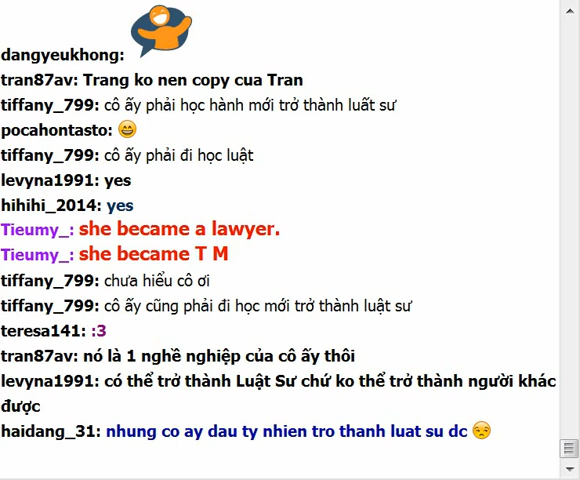 dangyeukhong:
tran87av: Trang ko nen copy cua Tran
tiffany_799: cô ấy phải học hành mới trở thành luất sư
pocahontasto:
tiffany_799: cô ấy phải đi học luật
levyna1991: yes
hihihi_2014: yes
Tieumy_: she became a lawyer.
Tieumy_: she became T M
tiffany_799: chưa hiểu cô ơi
tiffany_799: cô ấy cũng phải đi học mới trở thành luật sư
teresa141: :3
tran87av: nó là 1 nghề nghiệp của cô ấy thôi
levyna1991: có thể trở thành Luật Sư chứ ko thể trở thành người khác
được
haidang_31: nhung co ay dau ty nhien tro thanh luat su dc